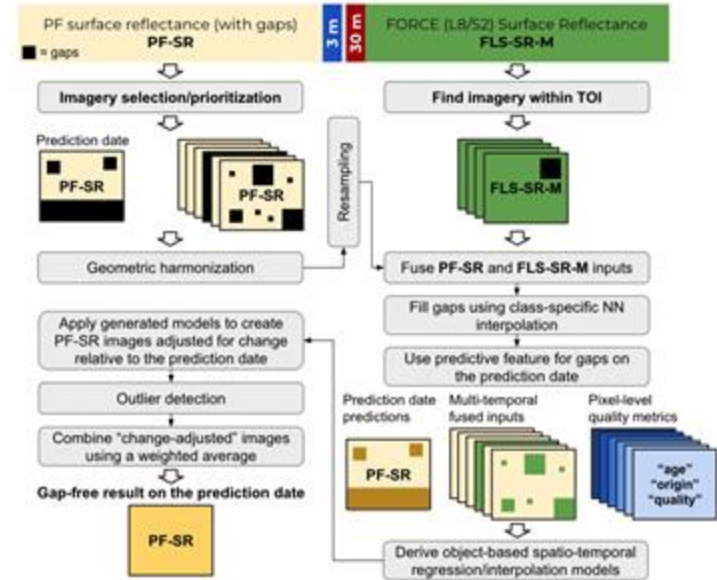 PF surface reflectance (with gaps)
PF-SR
= gaps
3 m
30 m
FORCE (L8/S2) Surface Reflectance
FLS-SR-M
Imagery selection/prioritization
Find imagery within TOI
Prediction date
PF-SR
PF-SR
Resampling
FLS-SR-M
Geometric harmonization
Fuse PF-SR and FLS-SR-M inputs
Fill gaps using class-specific NN
interpolation
Use predictive feature for gaps on
the prediction date
Apply generated models to create
PF-SR images adjusted for change
relative to the prediction date
Outlier detection
Combine “change-adjusted” images
using a weighted average
Gap-free result on the prediction date
PF-SR
Prediction date
predictions
PF-SR
Multi-temporal
fused inputs
Pixel-level
quality metrics
“age”
“origin”
“quality”
Derive object-based spatio-temporal
regression/interpolation models